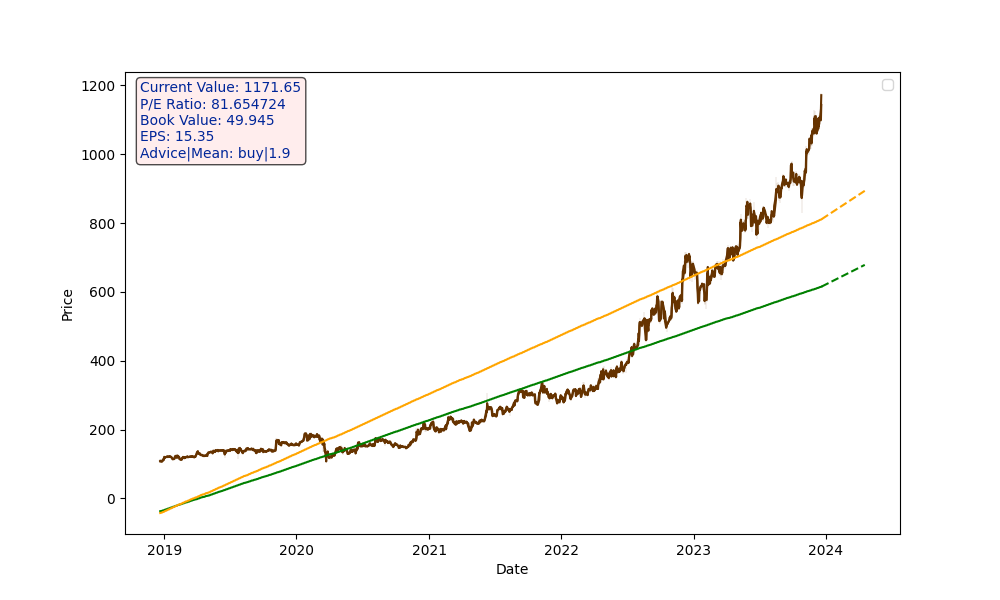 Current Value: 1171.65
P/E Ratio: 81.654724
Book Value: 49.945
EPS: 15.35
Advice|Mean: buy|1.9
1200
1000
800
600
400
200
0
Price
2019 2020 2021 2022 2023 2024
Date